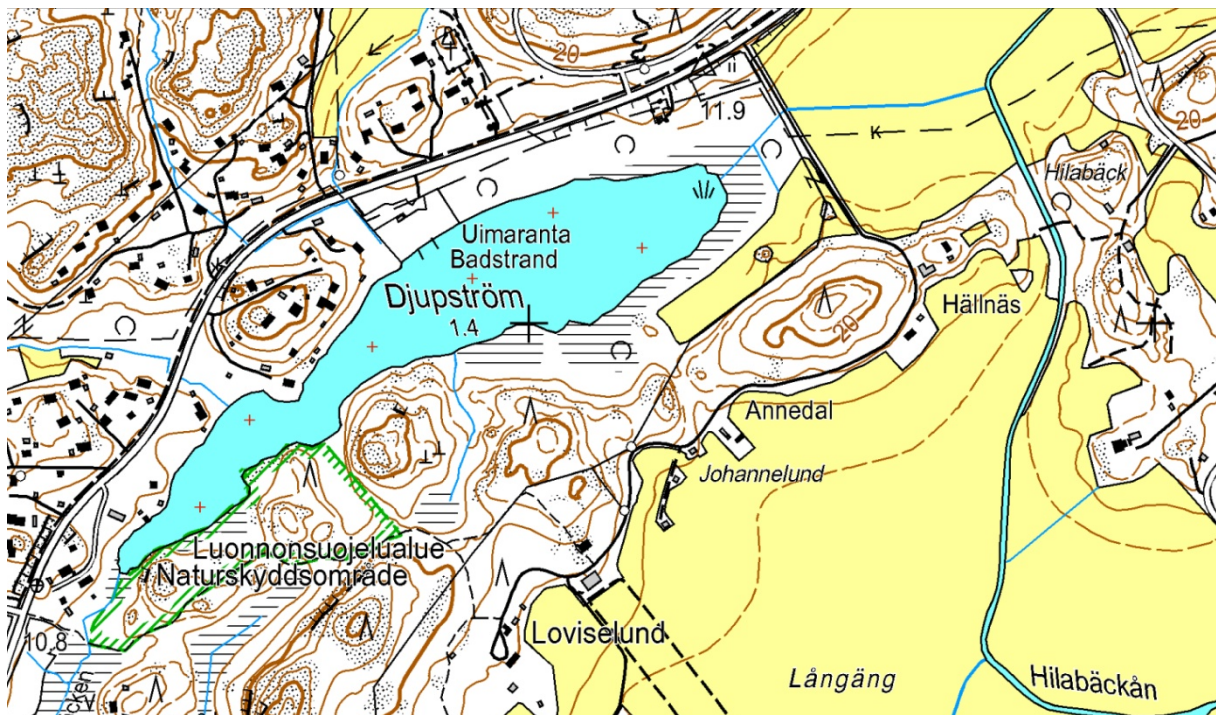 20
11.9
20
Hilabäck
Uimaranta
Badstrand
Djupström
1.4
20
Hällnäs
Annedal
Johannelund
Luonnonsuojelualue
Naturskyddsområde
Loviselund
10.8
Långäng
Hilabäckån